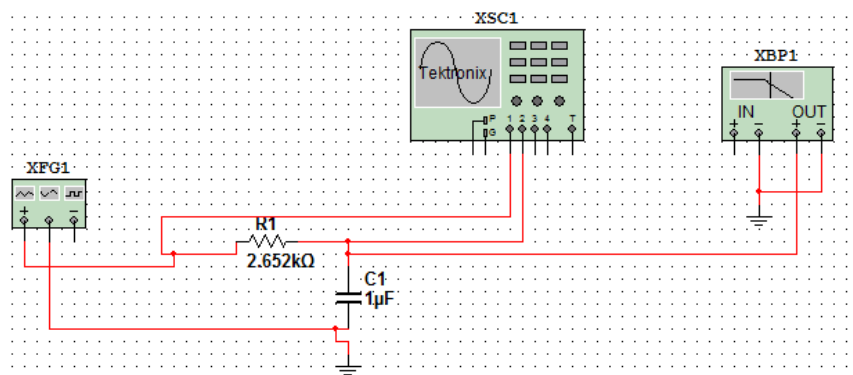 XSC1
Tektronix
P
G
1 2 3 4 T
XBP1
IN OUT
+ − + −
XFG1
+ −
R1
2.652kΩ
C1
1µF